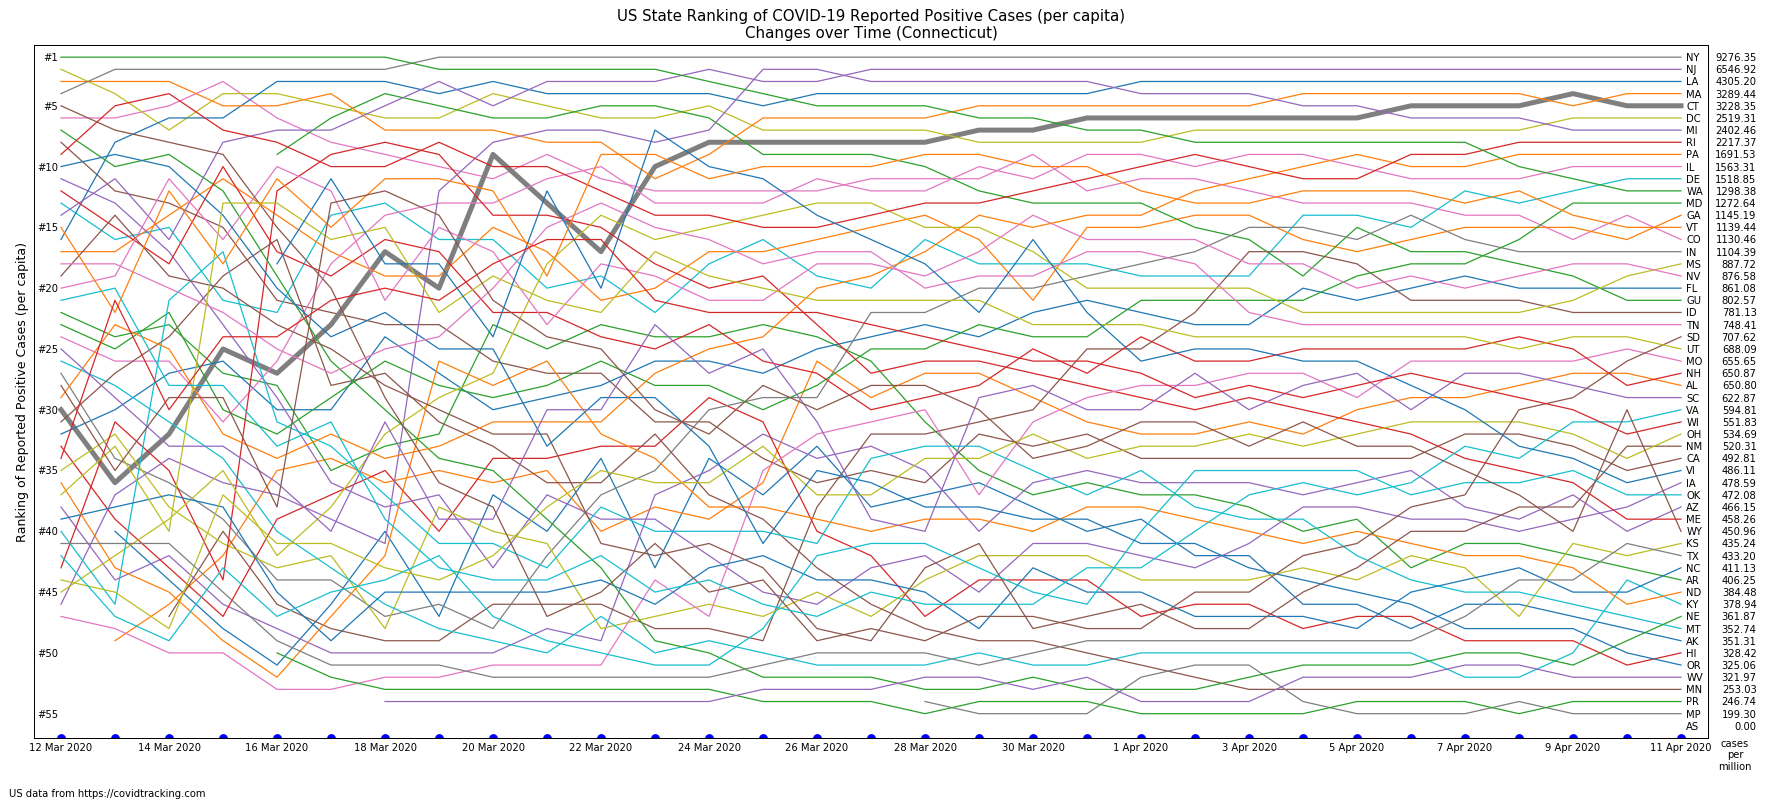 US State Ranking of COVID-19 Reported Positive Cases (per capita)
Changes over Time (Connecticut)
Ranking of Reported Positive Cases (per capita)
#1
#5
#10
#15
#20
#25
#30
#35
#40
#45
#50
#55
NY 9276.35
NJ 6546.92
LA 4305.20
MA 3289.44
CT 3228.35
DC 2519.31
MI 2402.46
RI 2217.37
PA 1691.53
IL 1563.31
DE 1518.85
WA 1298.38
MD 1272.64
GA 1145.19
VT 1139.44
CO 1130.46
IN 1104.39
MS 887.72
NV 876.58
FL 861.08
GU 802.57
ID 781.13
TN 748.41
SD 707.62
UT 688.09
MO 655.65
NH 650.87
AL 650.80
SC 622.87
VA 594.81
WI 551.83
OH 534.69
NM 520.31
CA 492.81
VI 486.11
IA 478.59
OK 472.08
AZ 466.15
ME 458.26
WY 450.96
KS 435.24
TX 433.20
NC 411.13
AR 406.25
ND 384.48
KY 378.94
NE 361.87
MT 352.74
AK 351.31
HI 328.42
OR 325.06
WV 321.97
MN 253.03
PR 246.74
MP 199.30
AS 0.00
12 Mar 2020 14 Mar 2020 16 Mar 2020 18 Mar 2020 20 Mar 2020 22 Mar 2020 24 Mar 2020 26 Mar 2020 28 Mar 2020 30 Mar 2020 1 Apr 2020 3 Apr 2020 5 Apr 2020 7 Apr 2020 9 Apr 2020 11 Apr 2020
cases
per
million
US data from https://covidtracking.com